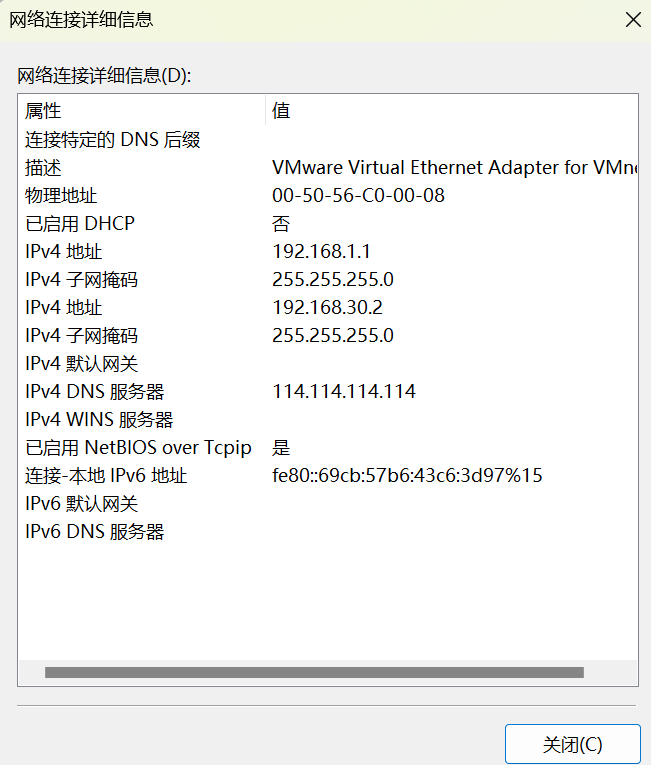 网络连接详细信息
网络连接详细信息(D):
属性 值
连接特定的 DNS 后缀
描述 VMware Virtual Ethernet Adapter for VMne
物理地址 00-50-56-C0-00-08
已启用 DHCP 否
IPv4 地址 192.168.1.1
IPv4 子网掩码 255.255.255.0
IPv4 地址 192.168.30.2
IPv4 子网掩码 255.255.255.0
IPv4 默认网关
IPv4 DNS 服务器 114.114.114.114
IPv4 WINS 服务器
已启用 NetBIOS over Tcpip 是
连接-本地 IPv6 地址 fe80::69cb:57b6:43c6:3d97%15
IPv6 默认网关
IPv6 DNS 服务器
关闭(C)